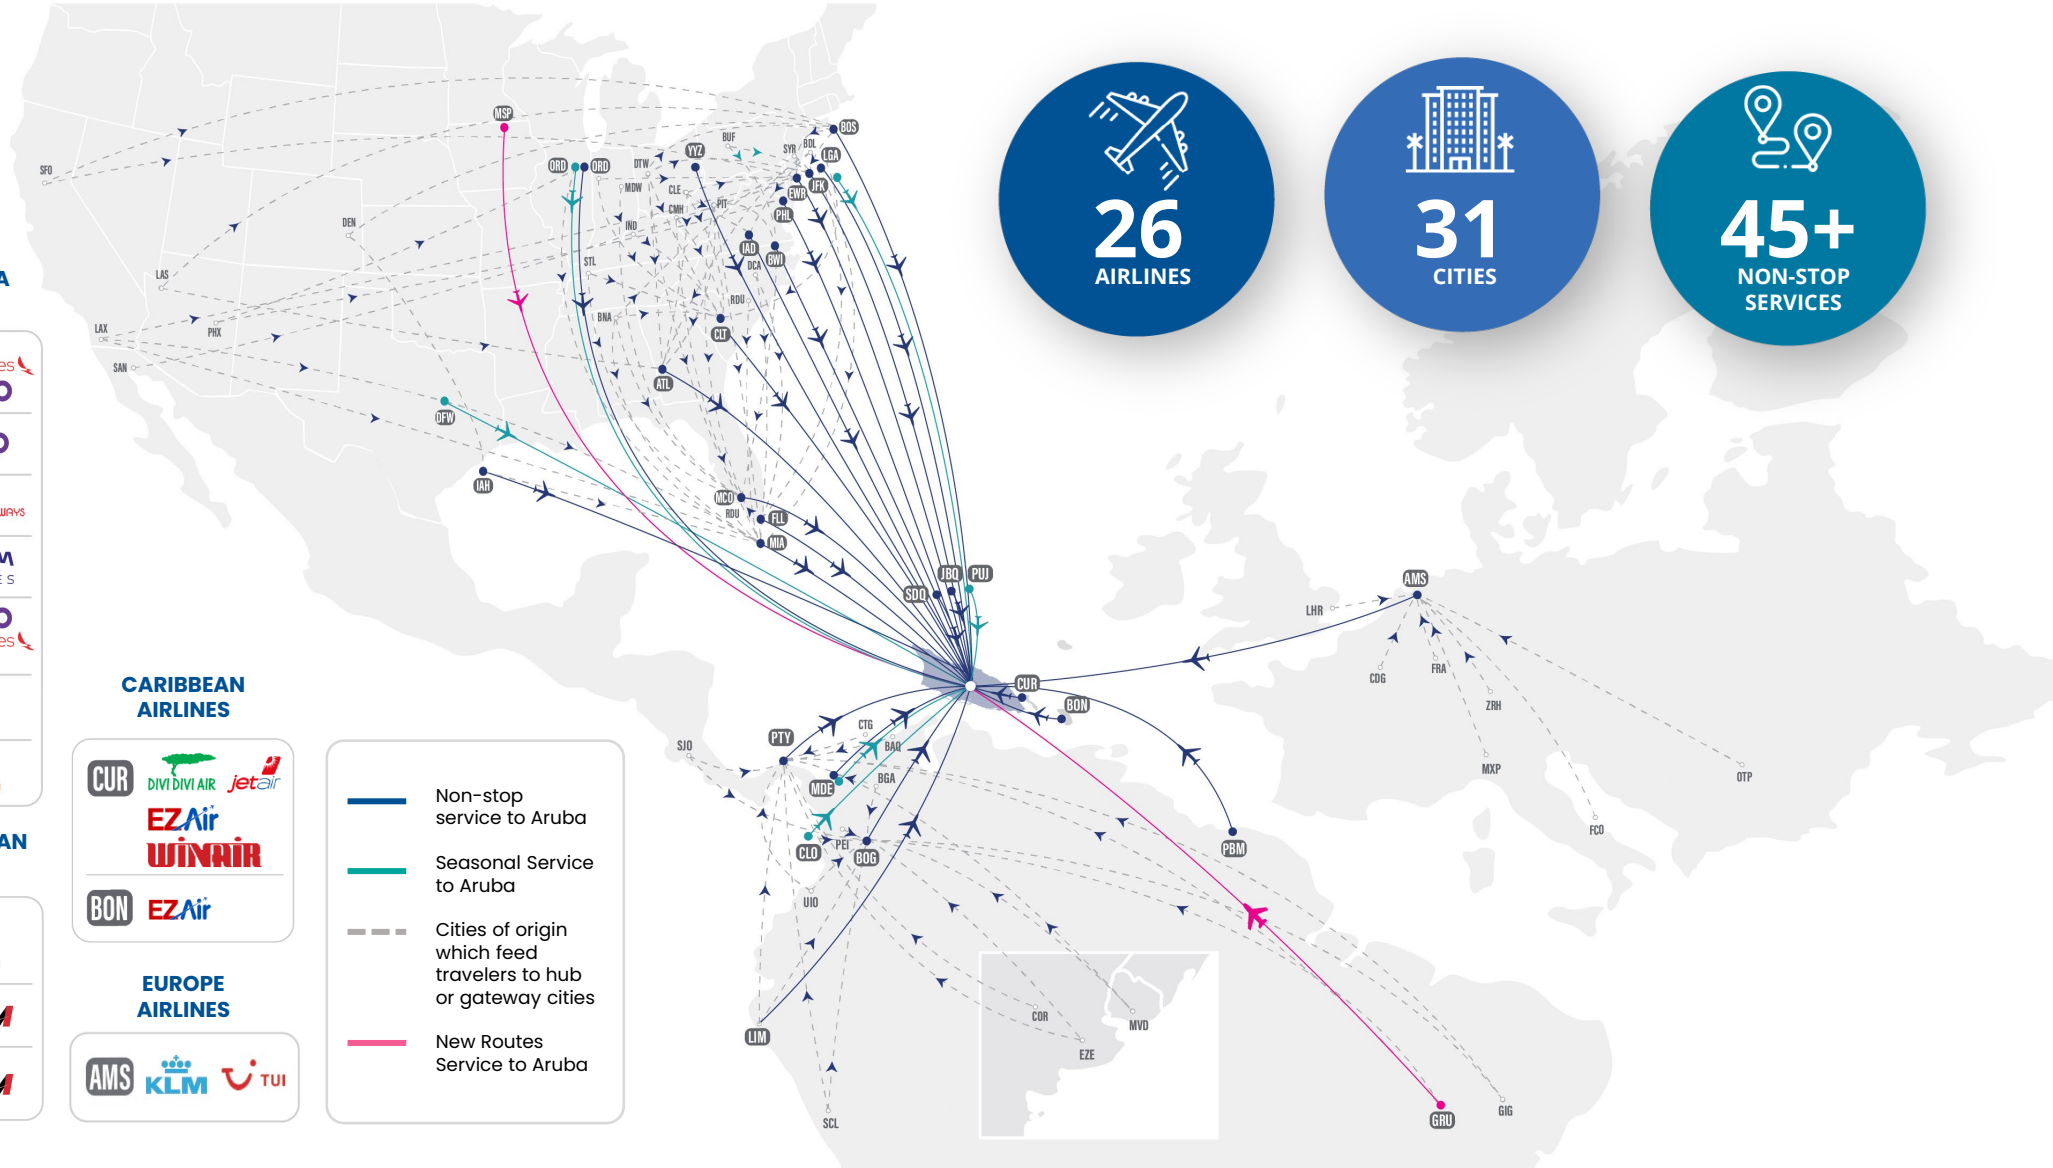 26
AIRLINES
31
CITIES
45+
NON-STOP
SERVICES
MSP
BOS
BUF
SYR
BDL
LGA
YYZ
ORD
ORD
DTW
SFO
MDW
CLE
JFK
EWR
PIT
CMH
PHL
DEN
IND
IAD
BWI
DCA
STL
LAS
RDU
BNA
LAX
PHX
CLT
SAN
ATL
DFW
IAH
MCO
RDU
FLL
MIA
JBQ
PUJ
SDQ
AMS
LHR
FRA
CDG
ZRH
MXP
OTP
FCO
CUR
BON
CTG
PTY
BAQ
SJO
BGA
MDE
PEI
CLO
BOG
PBM
UIO
LIM
COR
MVD
EZE
SCL
GRU
GIG
A
es
O
O
WAYS
M
ES
O
es
AN
CARIBBEAN
AIRLINES
CUR
DIVI DIVI AIR
jetair
EZAir
WINAIR
BON
EZAir
EUROPE
AIRLINES
AMS
KLM
TUI
Non-stop
service to Aruba
Seasonal Service
to Aruba
Cities of origin
which feed
travelers to hub
or gateway cities
New Routes
Service to Aruba